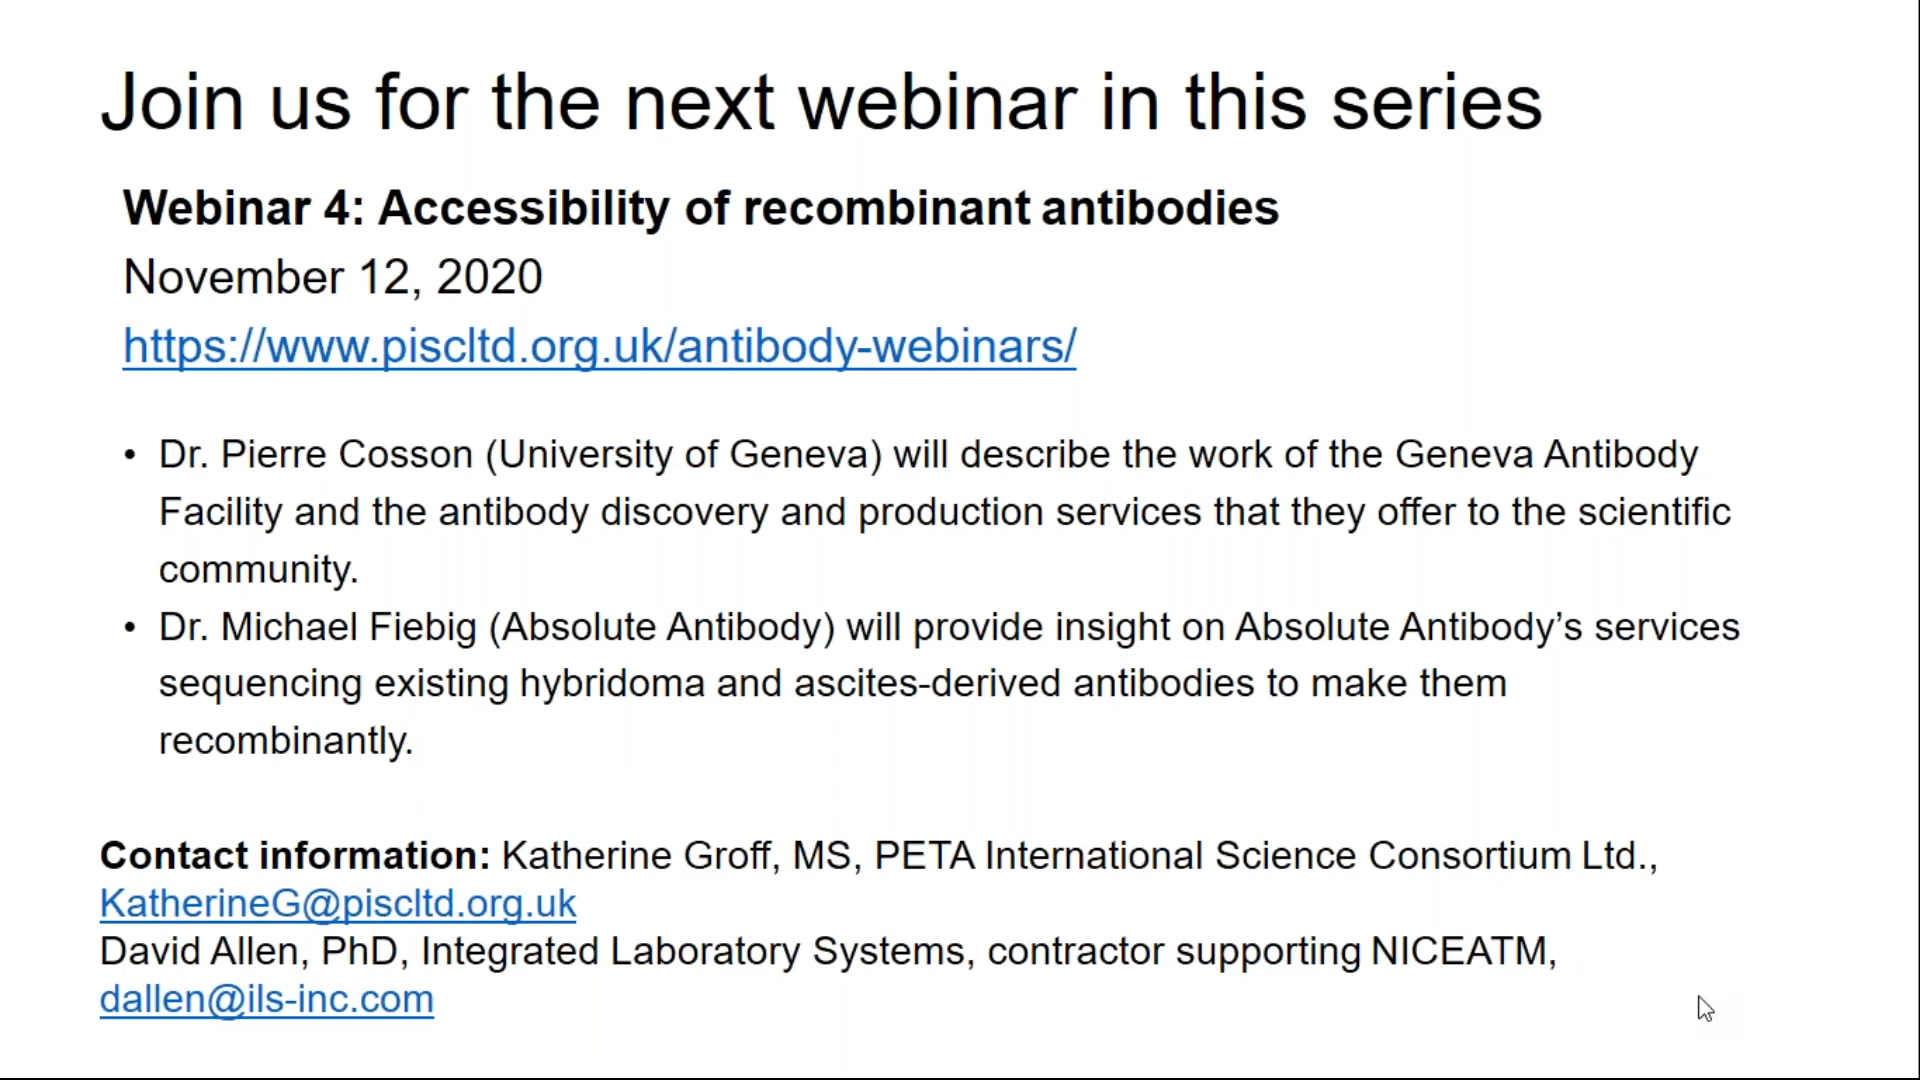 Join us for the next webinar in this series
Webinar 4: Accessibility of recombinant antibodies
November 12, 2020
https://www.piscltd.org.uk/antibody-webinars/
• Dr. Pierre Cosson (University of Geneva) will describe the work of the Geneva Antibody
Facility and the antibody discovery and production services that they offer to the scientific
community.
• Dr. Michael Fiebig (Absolute Antibody) will provide insight on Absolute Antibody’s services
sequencing existing hybridoma and ascites-derived antibodies to make them
recombinantly.
Contact information: Katherine Groff, MS, PETA International Science Consortium Ltd.,
KatherineG@piscltd.org.uk
David Allen, PhD, Integrated Laboratory Systems, contractor supporting NICEATM,
dallen@ils-inc.com